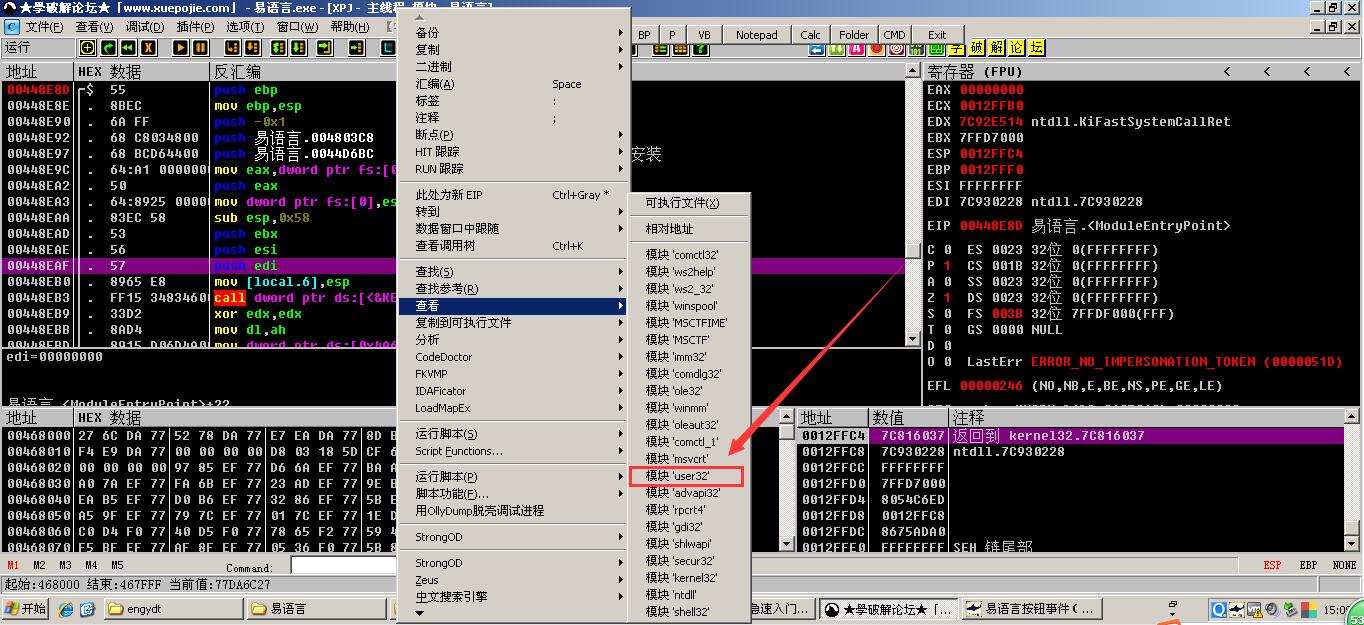 ★学破解论坛★「www.xuepojie.com」 - 易语言.exe - [XPJ - 主线程, 模块 - 易语言]
文件(F) 查看(V) 调试(D) 插件(P) 选项(T) 窗口(W) 帮助(H)
BP P VB Notepad Calc Folder CMD Exit
运行
破 解 论 坛
地址 HEX 数据 反汇编
00448E8D $ 55 push ebp
00448E8E . 8BEC mov ebp,esp
00448E90 . 6A FF push -0x1
00448E92 . 68 C8034800 push 易语言.004803C8
00448E97 . 68 BCD64400 push 易语言.0044D6BC
安装
00448E9C . 64:A1 0000000 mov eax,dword ptr fs:[0
00448EA2 . 50 push eax
00448EA3 . 64:8925 0000 mov dword ptr fs:[0],es
00448EAA . 83EC 58 sub esp,0x58
00448EAD . 53 push ebx
00448EAE . 56 push esi
00448EAF . 57 push edi
00448EB0 . 8965 E8 mov [local.6],esp
00448EB3 . FF15 34834600 call dword ptr ds:[<&KE
00448EB9 . 33D2 xor edx,edx
00448EBB . 8AD4 mov dl,ah
edi=00000000
易语言.<ModuleEntryPoint>+22
备份
复制
二进制
汇编(A) Space
标签 :
注释 ;
断点(P)
HIT 跟踪
RUN 跟踪
此处为新 EIP Ctrl+Gray *
转到
数据窗口中跟随
查看调用树 Ctrl+K
查找(S)
查找参考(R)
查看
复制到可执行文件
分析
CodeDoctor
FKVMP
IDAFicator
LoadMapEx
运行脚本(S)
Script Functions...
运行脚本(P)
脚本功能(F)...
用OllyDump脱壳调试进程
StrongOD
StrongOD
Zeus
中文搜索引擎
可执行文件(X)
相对地址
模块 'comctl32'
模块 'ws2help'
模块 'ws2_32'
模块 'winspool'
模块 'MSCTFIME'
模块 'MSCTF'
模块 'imm32'
模块 'comdlg32'
模块 'ole32'
模块 'winmm'
模块 'oleaut32'
模块 'comctl_1'
模块 'msvcrt'
模块 'user32'
模块 'advapi32'
模块 'rpcrt4'
模块 'gdi32'
模块 'shlwapi'
模块 'secur32'
模块 'kernel32'
模块 'ntdll'
模块 'shell32'
寄存器 (FPU) < < < <
EAX 00000000
ECX 0012FFB0
EDX 7C92E514 ntdll.KiFastSystemCallRet
EBX 7FFD7000
ESP 0012FFC4
EBP 0012FFF0
ESI FFFFFFFF
EDI 7C930228 ntdll.7C930228
EIP 00448E8D 易语言.<ModuleEntryPoint>
C 0 ES 0023 32位 0(FFFFFFFF)
P 1 CS 001B 32位 0(FFFFFFFF)
A 0 SS 0023 32位 0(FFFFFFFF)
Z 1 DS 0023 32位 0(FFFFFFFF)
S 0 FS 003B 32位 7FFDF000(FFF)
T 0 GS 0000 NULL
D 0
O 0 LastErr ERROR_NO_IMPERSONATION_TOKEN (0000051D)
EFL 00000246 (NO,NB,E,BE,NS,PE,GE,LE)
地址 HEX 数据
00468000 27 6C DA 77 52 78 DA 77 E7 EA DA 77 8D
00468010 F4 E9 DA 77 00 00 00 00 D8 03 18 5D CF
00468020 00 00 00 00 97 85 EF 77 D6 6A EF 77 BA
00468030 A0 7A EF 77 FA 6B EF 77 23 AD EF 77 9E
00468040 EA B5 EF 77 D0 B6 EF 77 32 86 EF 77 5B
00468050 A5 9F EF 77 79 7C EF 77 01 7C EF 77 1E
00468060 C0 D4 F0 77 40 D5 F0 77 78 65 F2 77 59
00468070 F5 BF EF 77 AF 8F EF 77 05 36 F0 77 5B
地址 数值 注释
0012FFC4 7C816037 返回到 kernel32.7C816037
0012FFC8 7C930228 ntdll.7C930228
0012FFCC FFFFFFFF
0012FFD0 7FFD7000
0012FFD4 8054C6ED
0012FFD8 0012FFC8
0012FFDC 8675ADA0
0012FFE0 FFFFFFFF SEH 链尾部
M1 M2 M3 M4 M5 Command: ESP EBP NONE
起始:468000 结束:467FFF 当前值:77DA6C27
开始 engydt 易语言 急速入门... ★学破解论坛★「... 易语言按钮事件 (... 15:0
53